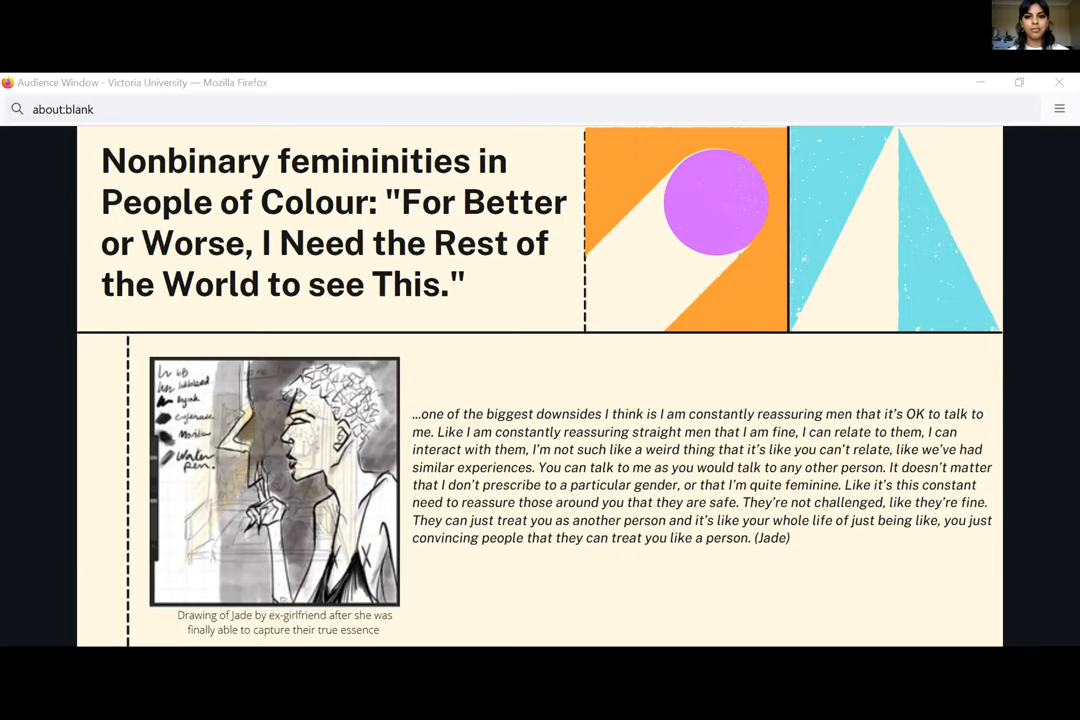 Audience Window - Victoria University — Mozilla Firefox
about:blank
Nonbinary femininities in
People of Colour: "For Better
or Worse, I Need the Rest of
the World to see This."
6B
...one of the biggest downsides I think is I am constantly reassuring men that it's OK to talk to
me. Like I am constantly reassuring straight men that I am fine, I can relate to them, I can
interact with them, I'm not such like a weird thing that it's like you can't relate, like we've had
similar experiences. You can talk to me as you would talk to any other person. It doesn't matter
that I don't prescribe to a particular gender, or that I'm quite feminine. Like it's this constant
need to reassure those around you that they are safe. They're not challenged, like they're fine.
They can just treat you as another person and it's like your whole life of just being like, you just
convincing people that they can treat you like a person. (Jade)
Drawing of Jade by ex-girlfriend after she was
finally able to capture their true essence